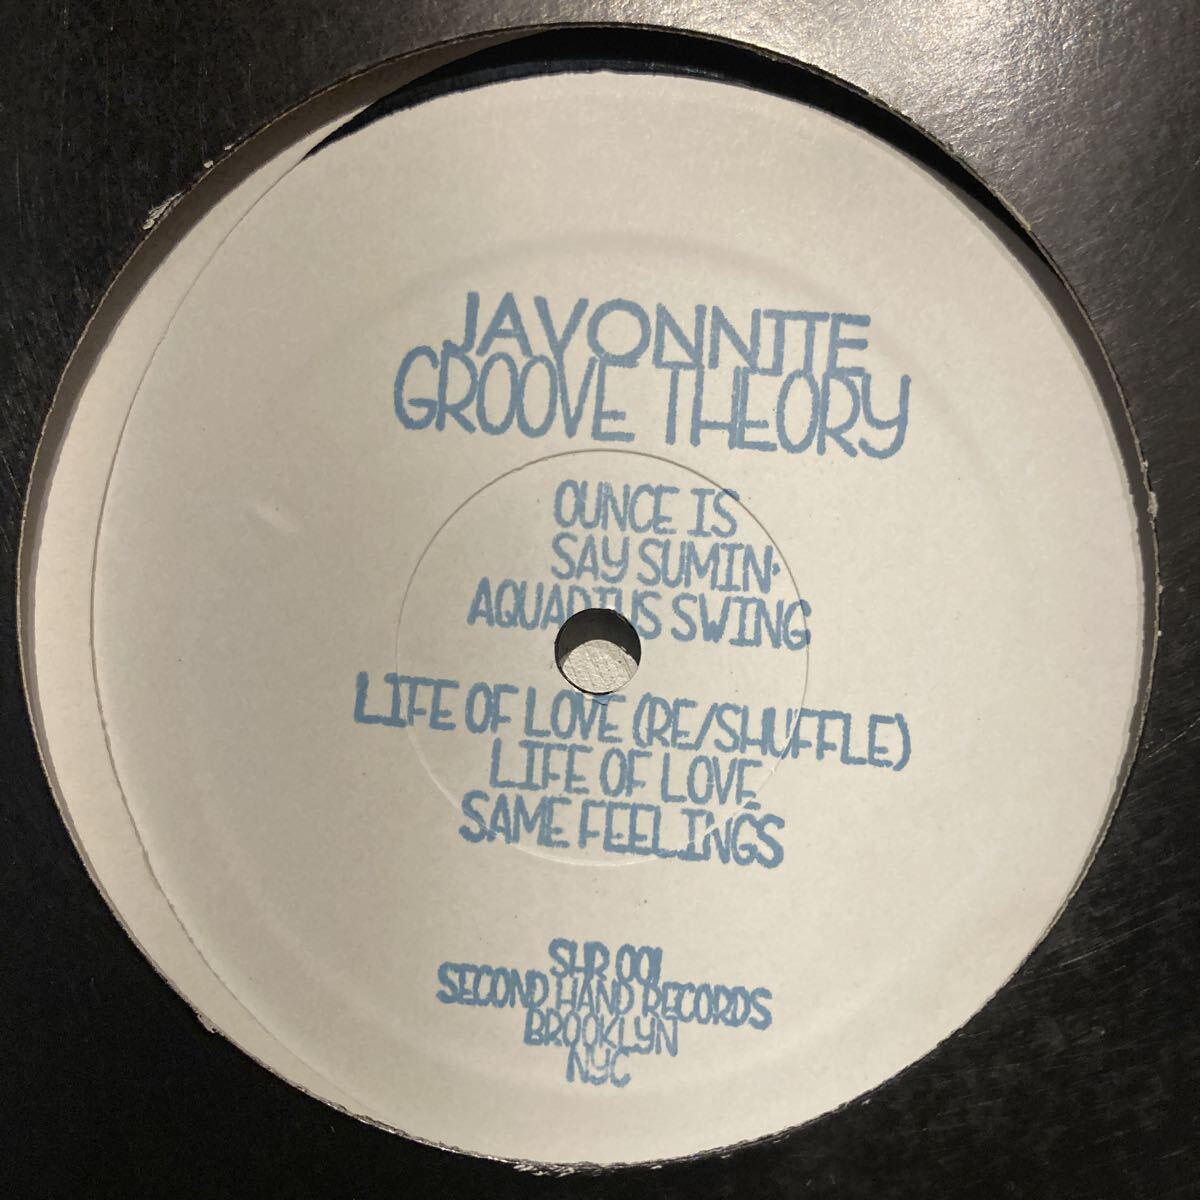 JAVONNTTE
GROOVE THEORY
OUNCE IS
SAY SUMIN'
AQUARIUS SWING
LIFE OF LOVE (RE/SHUFFLE)
LIFE OF LOVE
SAME FEELINGS
SHR 001
SECOND HAND RECORDS
BROOKLYN
NYC